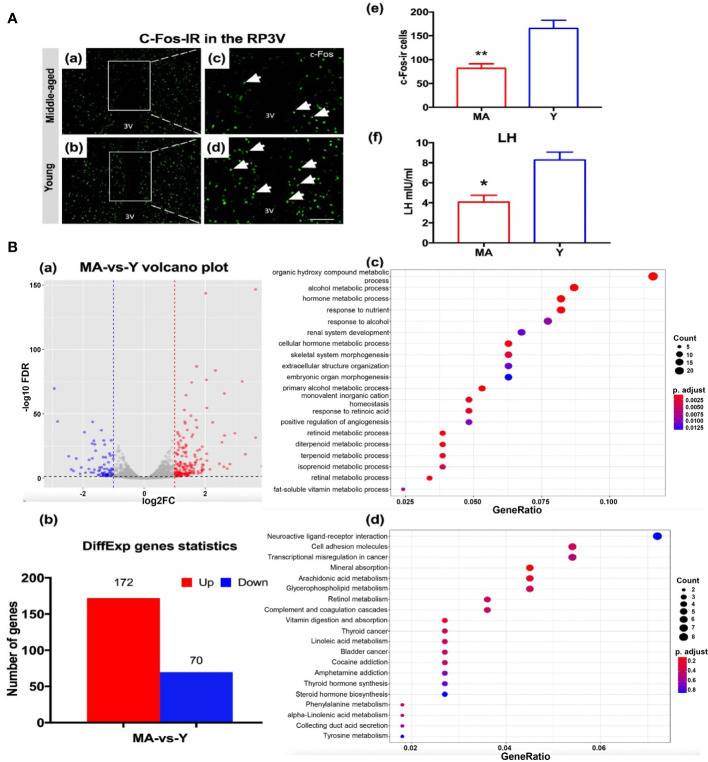 A
C-Fos-IR in the RP3V
Middle-aged
Young
(a)
3V
(c)
c-Fos
3V
(b)
3V
(d)
3V
(e)
c-Fos-ir cells
200
150
100
50
0
**
MA
Y
(f)
LH
LH mIU/ml
10
8
6
4
2
0
*
MA
Y
B
(a)
MA-vs-Y volcano plot
-log10 FDR
150
100
50
0
-2
0
2
log2FC
(b)
DiffExp genes statistics
Number of genes
200
150
100
50
0
172
70
Up
Down
MA-vs-Y
(c)
organic hydroxy compound metabolic
process
alcohol metabolic process
hormone metabolic process
response to nutrient
response to alcohol
renal system development
cellular hormone metabolic process
skeletal system morphogenesis
extracellular structure organization
embryonic organ morphogenesis
primary alcohol metabolic process
monovalent inorganic cation
homeostasis
response to retinoic acid
positive regulation of angiogenesis
retinoid metabolic process
diterpenoid metabolic process
terpenoid metabolic process
isoprenoid metabolic process
retinal metabolic process
fat-soluble vitamin metabolic process
0.025
0.050
0.075
0.100
GeneRatio
Count
5
10
15
20
p. adjust
0.0025
0.0050
0.0075
0.0100
0.0125
(d)
Neuroactive ligand-receptor interaction
Cell adhesion molecules
Transcriptional misregulation in cancer
Mineral absorption
Arachidonic acid metabolism
Glycerophospholipid metabolism
Retinol metabolism
Complement and coagulation cascades
Vitamin digestion and absorption
Thyroid cancer
Linoleic acid metabolism
Bladder cancer
Cocaine addiction
Amphetamine addiction
Thyroid hormone synthesis
Steroid hormone biosynthesis
Phenylalanine metabolism
alpha-Linolenic acid metabolism
Collecting duct acid secretion
Tyrosine metabolism
0.02
0.04
0.06
GeneRatio
Count
2
3
4
5
6
7
8
p. adjust
0.2
0.4
0.6
0.8